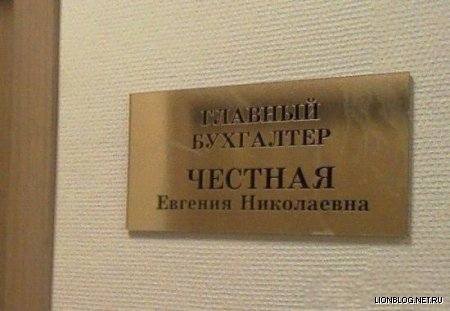 ГЛАВНЫЙ
БУХГАЛТЕР
ЧЕСТНАЯ
Евгения Николаевна
LIONBLOG.NET.RU